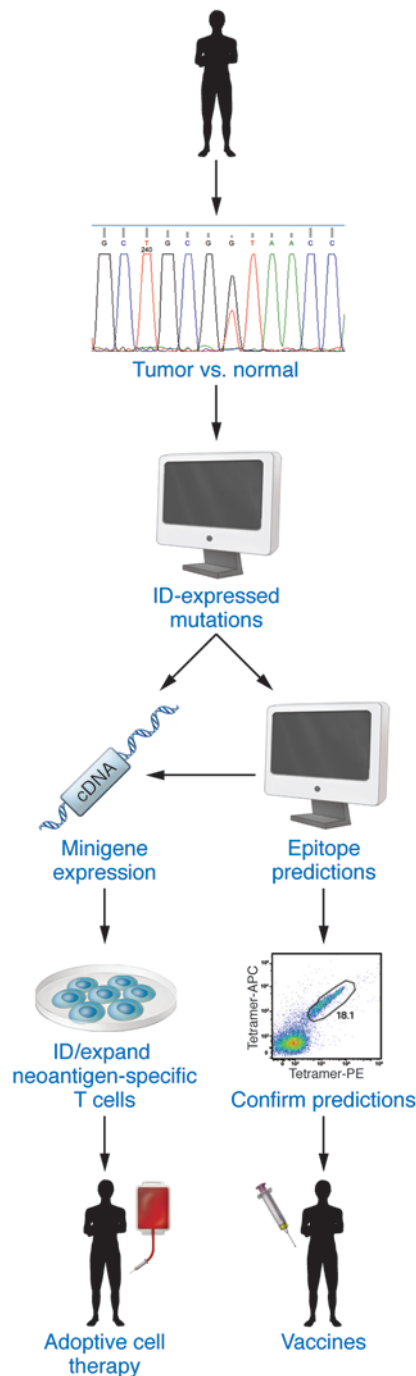 G C T G C G G T A A C C
240
Tumor vs. normal
ID-expressed
mutations
cDNA
Minigene
expression
Epitope
predictions
Tetramer-APC
18.1
Tetramer-PE
ID/expand
neoantigen-specific
T cells
Confirm predictions
Adoptive cell
therapy
Vaccines